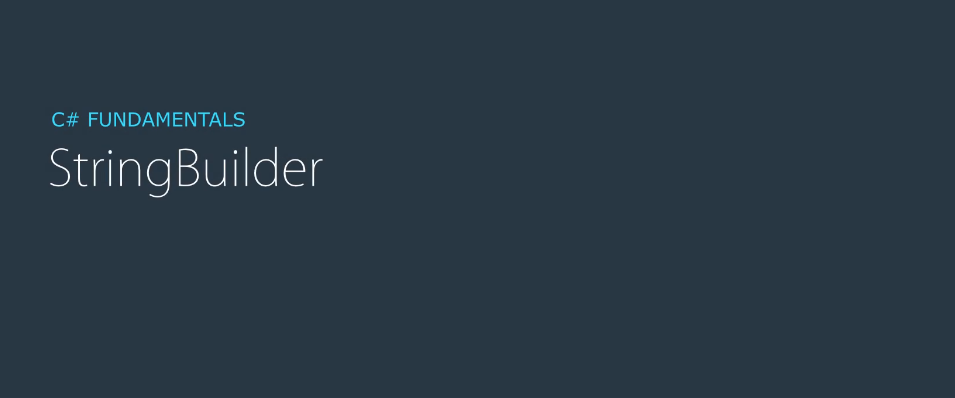 C# FUNDAMENTALS
StringBuilder